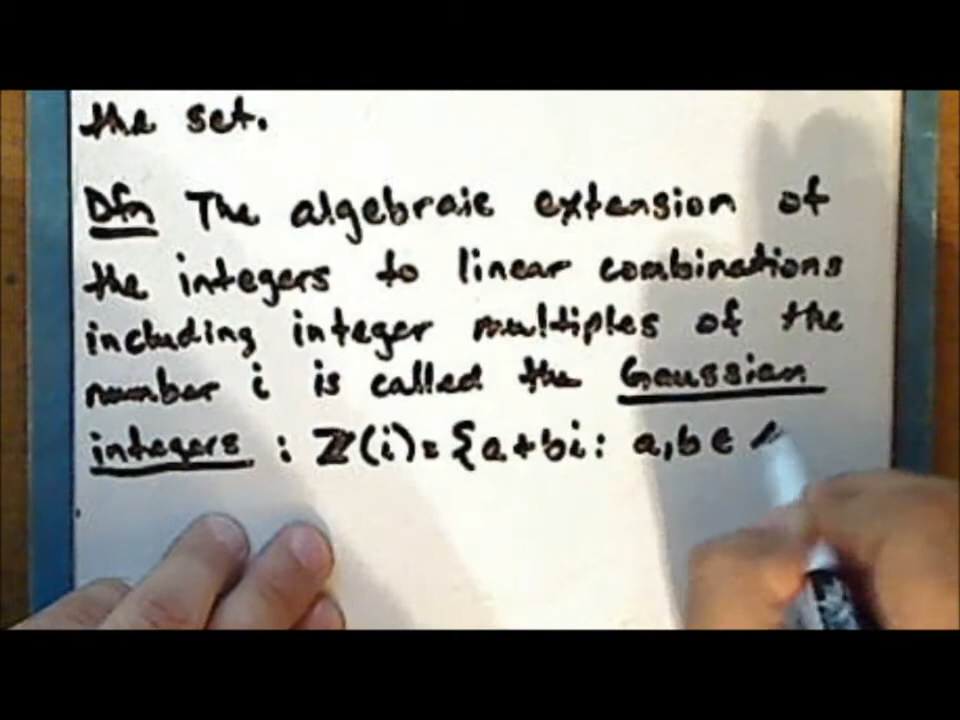 the set.
Dfn The algebraic extension of
the integers to linear combinations
including integer multiples of the
number i is called the Gaussian
integers : ℤ(i)= {a+bi: a,b ∈